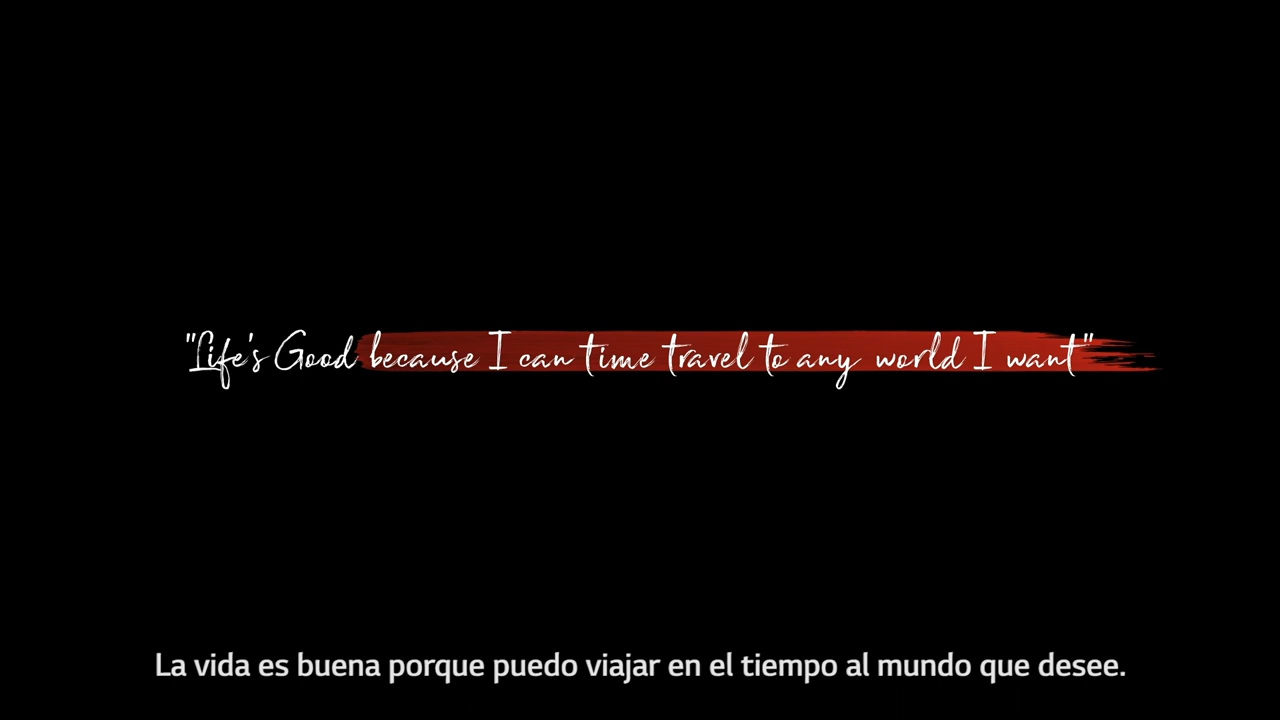 "Life's Good because I can time travel to any world I want"
La vida es buena porque puedo viajar en el tiempo al mundo que desee.